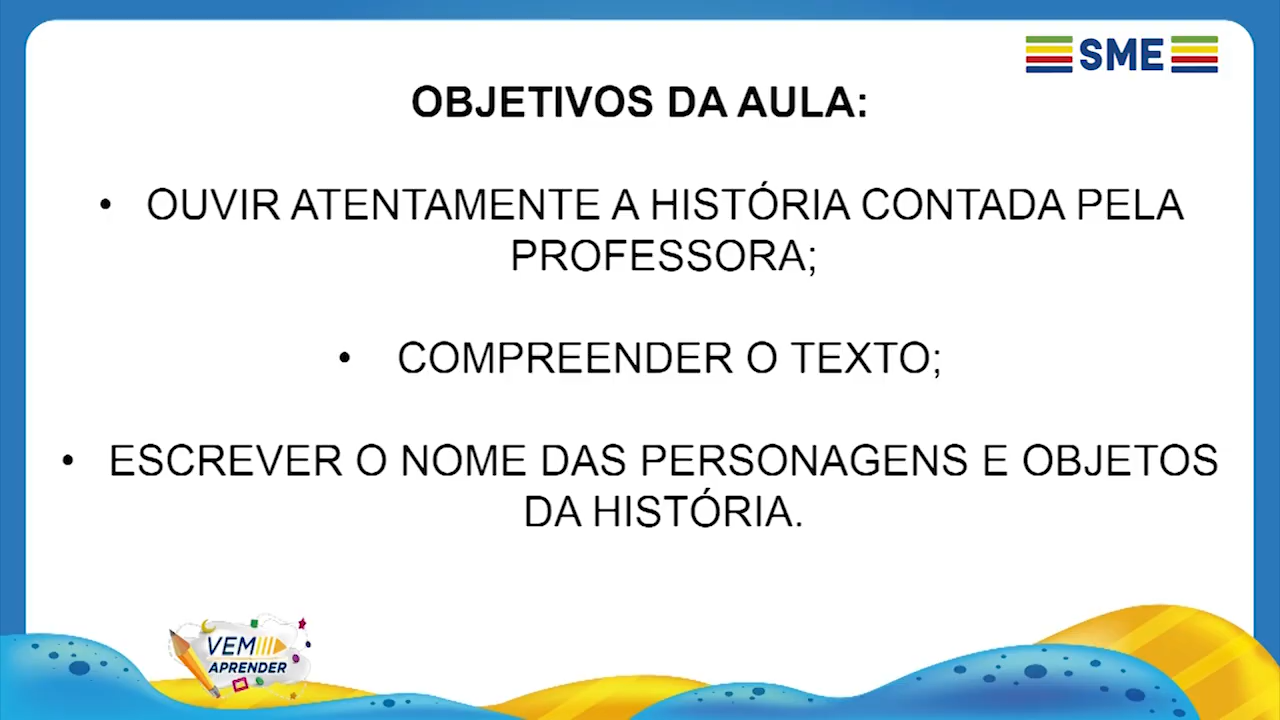 SME
OBJETIVOS DA AULA:
• OUVIR ATENTAMENTE A HISTÓRIA CONTADA PELA
PROFESSORA;
• COMPREENDER O TEXTO;
• ESCREVER O NOME DAS PERSONAGENS E OBJETOS
DA HISTÓRIA.
VEM
APRENDER